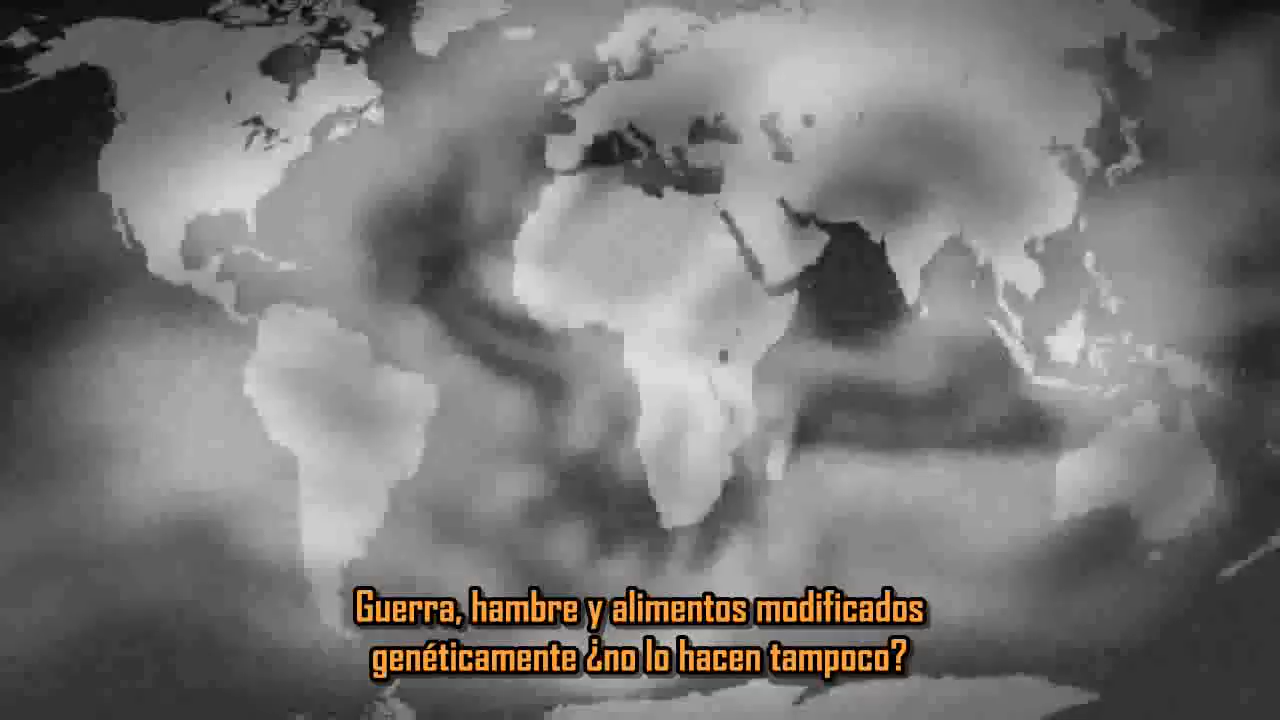 Guerra, hambre y alimentos modificados
genéticamente ¿no lo hacen tampoco?